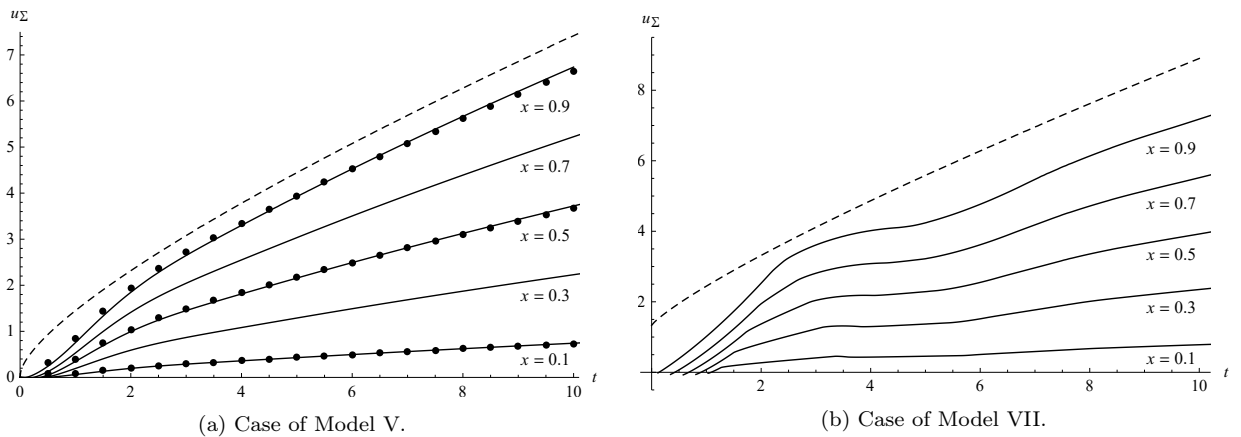 u_Σ
7
6
5
4
3
2
1
0
x = 0.9
x = 0.7
x = 0.5
x = 0.3
x = 0.1
0 2 4 6 8 10
t
(a) Case of Model V.
u_Σ
8
6
4
2
x = 0.9
x = 0.7
x = 0.5
x = 0.3
x = 0.1
2 4 6 8 10
t
(b) Case of Model VII.